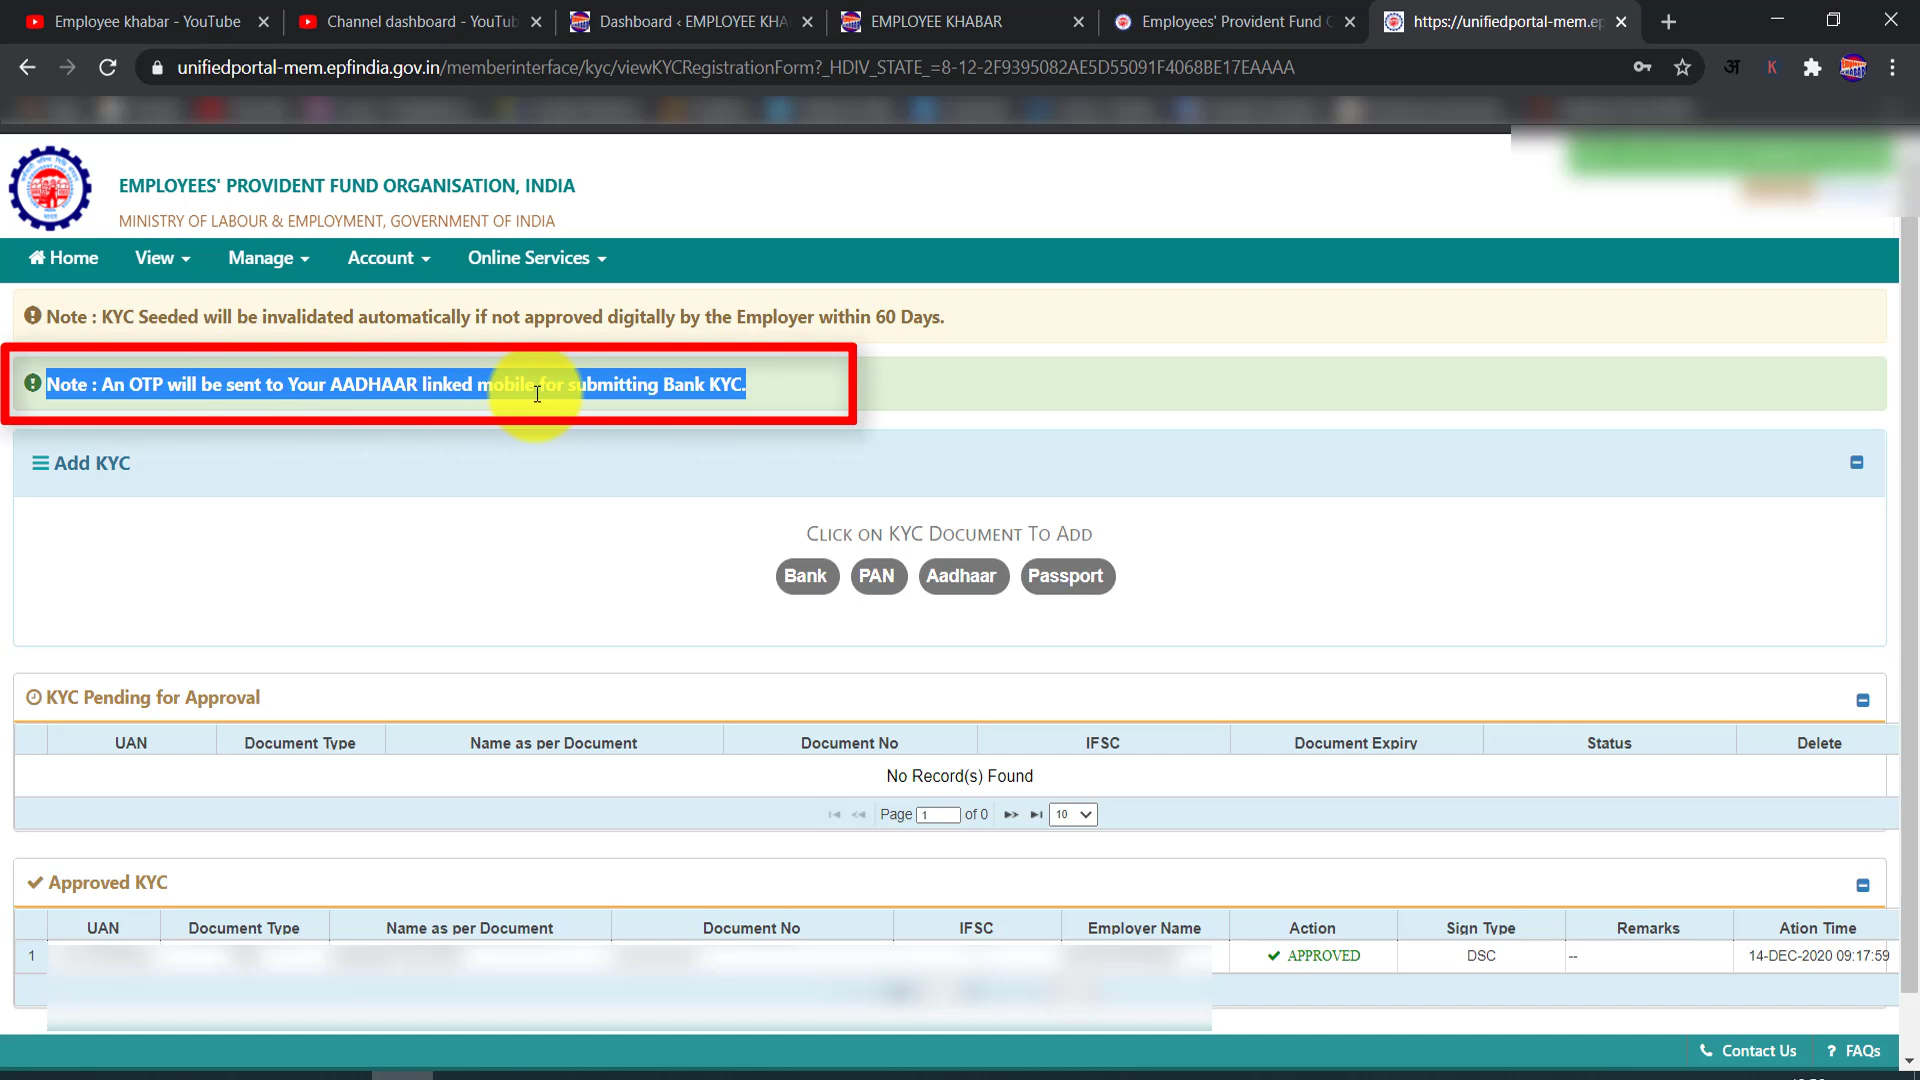 Employee khabar - YouTube
Channel dashboard - YouTub
Dashboard ‹ EMPLOYEE KHA
EMPLOYEE KHABAR
Employees' Provident Fund
https://unifiedportal-mem.ep
unifiedportal-mem.epfindia.gov.in/memberinterface/kyc/viewKYCRegistrationForm?_HDIV_STATE_=8-12-2F9395082AE5D55091F4068BE17EAAAA
अ K
EMPLOYEES' PROVIDENT FUND ORGANISATION, INDIA
MINISTRY OF LABOUR & EMPLOYMENT, GOVERNMENT OF INDIA
Home View Manage Account Online Services
Note : KYC Seeded will be invalidated automatically if not approved digitally by the Employer within 60 Days.
Note : An OTP will be sent to Your AADHAAR linked mobile for submitting Bank KYC.
Add KYC
CLICK ON KYC DOCUMENT TO ADD
Bank PAN Aadhaar Passport
KYC Pending for Approval
UAN Document Type Name as per Document Document No IFSC Document Expiry Status Delete
No Record(s) Found
Page 1 of 0 10
Approved KYC
UAN Document Type Name as per Document Document No IFSC Employer Name Action Sign Type Remarks Ation Time
1 APPROVED DSC -- 14-DEC-2020 09:17:59
Contact Us ? FAQs